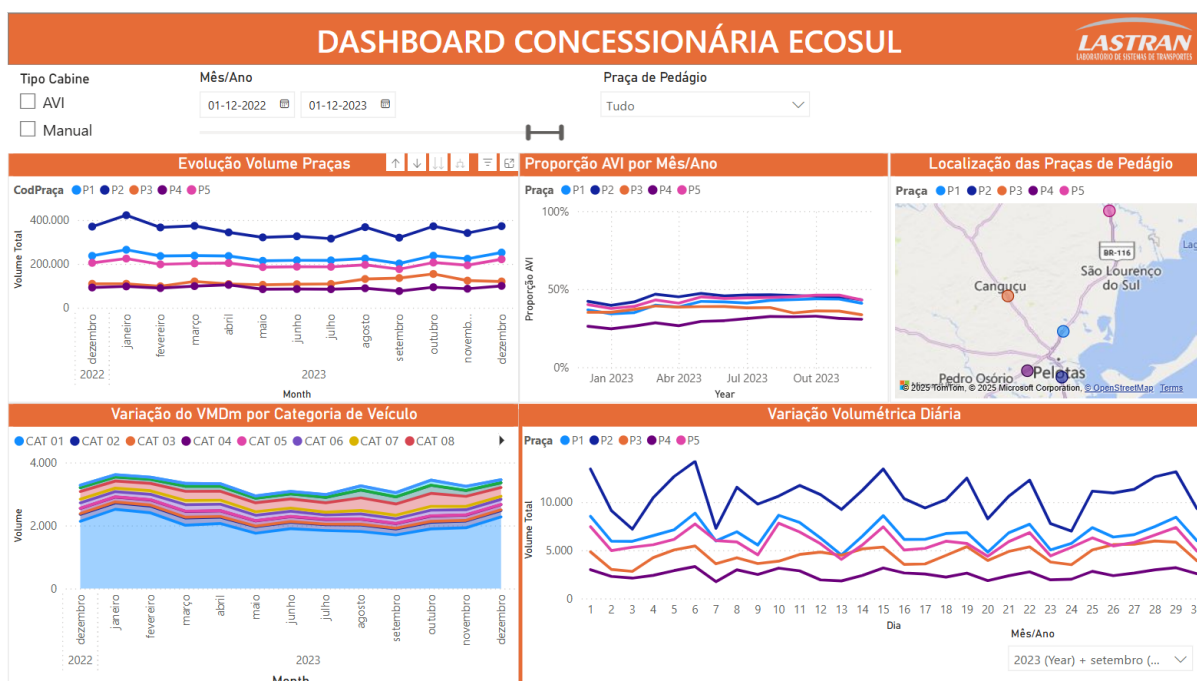 DASHBOARD CONCESSIONÁRIA ECOSUL
LASTRAN
LABORATÓRIO DE SISTEMAS DE TRANSPORTES
Tipo Cabine
AVI
Manual
Mês/Ano
01-12-2022
01-12-2023
Praça de Pedágio
Tudo
Evolução Volume Praças
CodPraça P1 P2 P3 P4 P5
Volume Total
400.000
200.000
0
dezembro janeiro fevereiro março abril maio junho julho agosto setembro outubro novemb... dezembro
2022 2023
Month
Proporção AVI por Mês/Ano
Praça P1 P2 P3 P4 P5
Proporção AVI
100%
50%
0%
Jan 2023 Abr 2023 Jul 2023 Out 2023
Year
Localização das Praças de Pedágio
Praça P1 P2 P3 P4 P5
BR-116
Lag
São Lourenço
do Sul
Canguçu
Pedro Osório
Pelotas
© 2025 TomTom, © 2025 Microsoft Corporation, © OpenStreetMap Terms
Variação do VMDm por Categoria de Veículo
CAT 01 CAT 02 CAT 03 CAT 04 CAT 05 CAT 06 CAT 07 CAT 08
Volume
4.000
2.000
0
dezembro janeiro fevereiro março abril maio junho julho agosto setembro outubro novembro dezembro
2022 2023
Month
Variação Volumétrica Diária
Praça P1 P2 P3 P4 P5
Volume Total
10.000
5.000
0
1 2 3 4 5 6 7 8 9 10 11 12 13 14 15 16 17 18 19 20 21 22 23 24 25 26 27 28 29 3
Dia
Mês/Ano
2023 (Year) + setembro (...